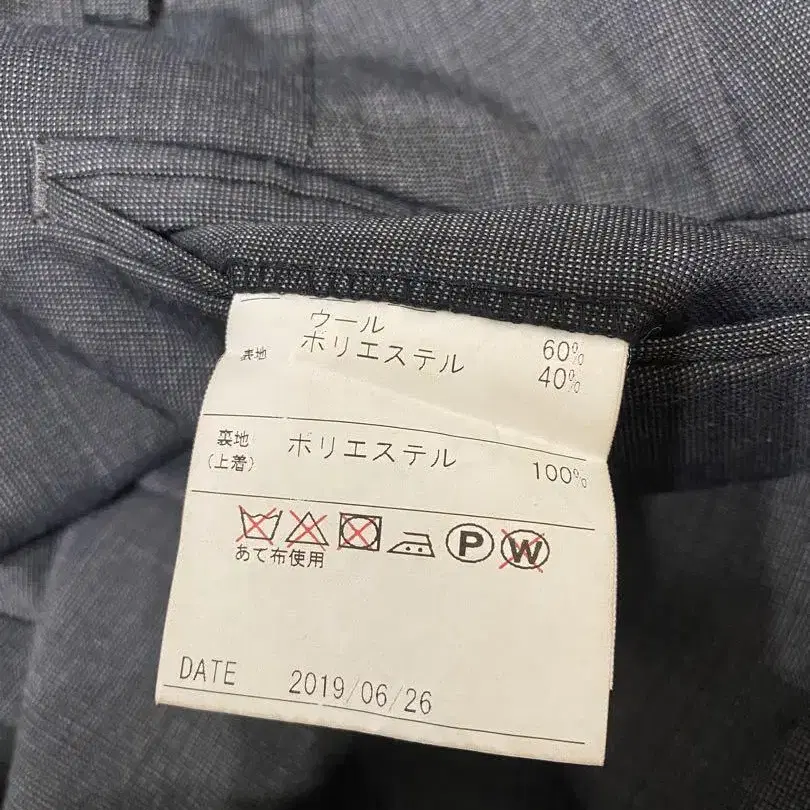 ウール 60%
表地 ポリエステル 40%
裏地 ポリエステル 100%
(上着)
P W
あて布使用
DATE 2019/06/26